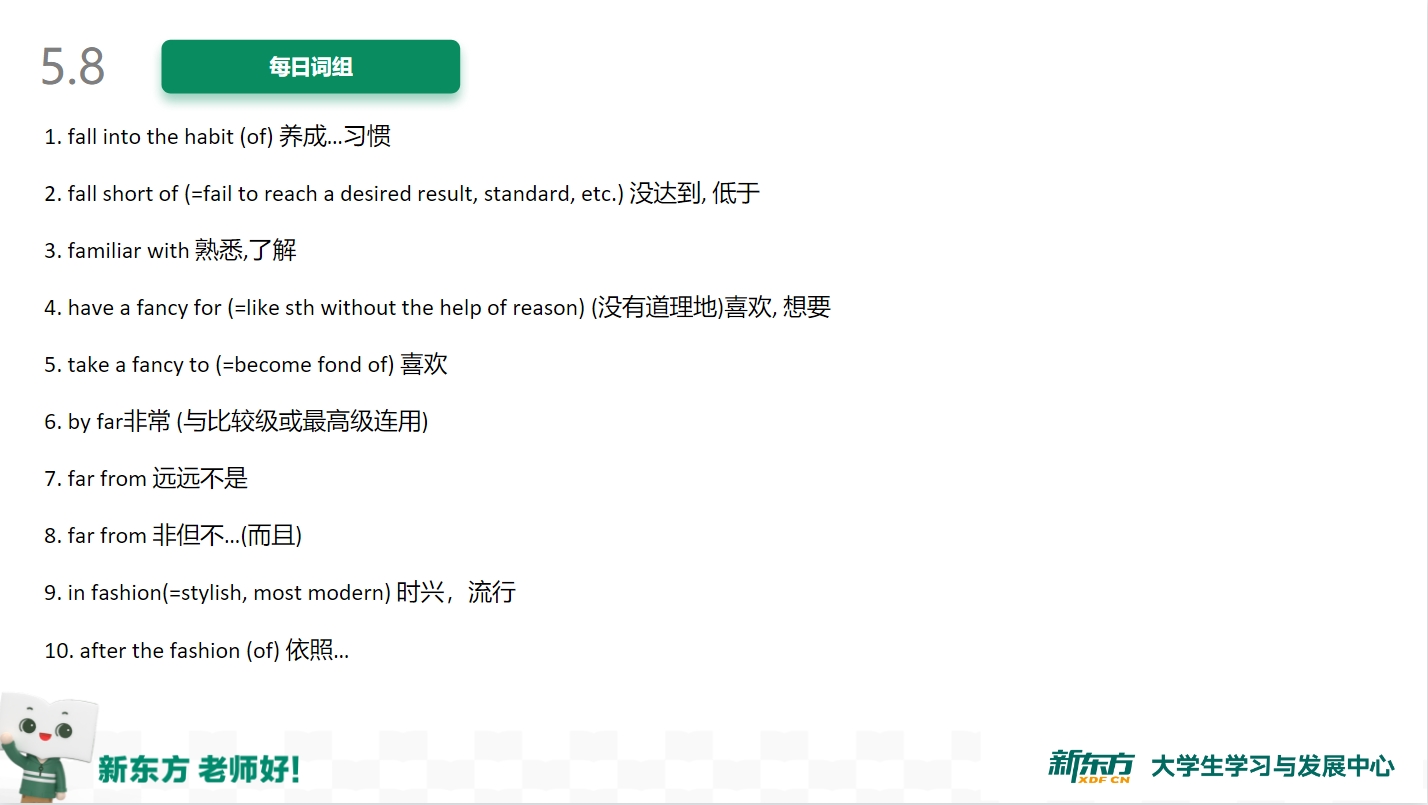 5.8
每日词组
1. fall into the habit (of) 养成...习惯
2. fall short of (=fail to reach a desired result, standard, etc.) 没达到, 低于
3. familiar with 熟悉,了解
4. have a fancy for (=like sth without the help of reason) (没有道理地)喜欢, 想要
5. take a fancy to (=become fond of) 喜欢
6. by far非常 (与比较级或最高级连用)
7. far from 远远不是
8. far from 非但不...(而且)
9. in fashion(=stylish, most modern) 时兴，流行
10. after the fashion (of) 依照...
新东方 老师好!
新东方 XDF.CN 大学生学习与发展中心